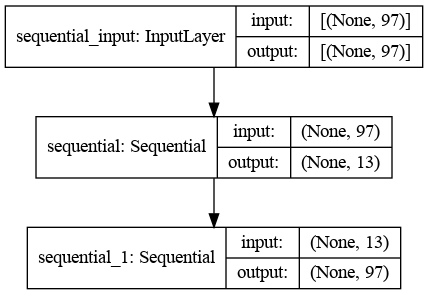 sequential_input: InputLayer
input: [(None, 97)]
output: [(None, 97)]
sequential: Sequential
input: (None, 97)
output: (None, 13)
sequential_1: Sequential
input: (None, 13)
output: (None, 97)